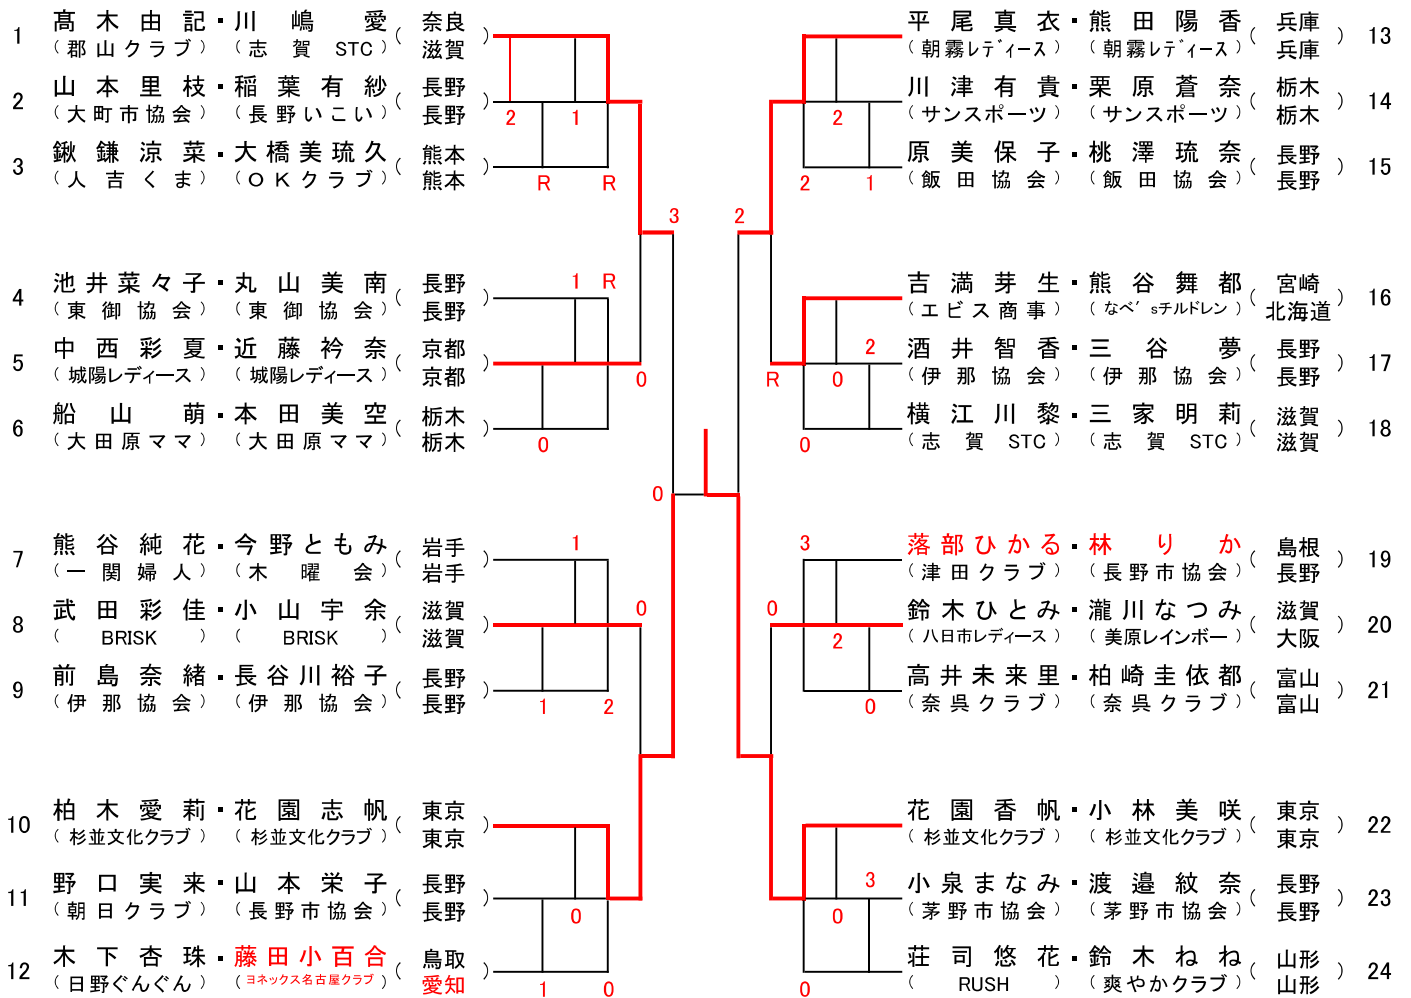 1 髙木由記・川嶋愛 ( 奈良 )
(郡山クラブ) (志賀STC) 滋賀
2 山本里枝・稲葉有紗 ( 長野 )
(大町市協会) (長野いこい) 長野
2 1
3 鍬鎌涼菜・大橋美琉久 ( 熊本 )
(人吉くま) (OKクラブ) 熊本
R R
3
4 池井菜々子・丸山美南 ( 長野 )
(東御協会) (東御協会) 長野
1 R
5 中西彩夏・近藤衿奈 ( 京都 )
(城陽レディース) (城陽レディース) 京都
0
6 船山萌・本田美空 ( 栃木 )
(大田原ママ) (大田原ママ) 栃木
0
0
7 熊谷純花・今野ともみ ( 岩手 )
(一関婦人) (木曜会) 岩手
1
8 武田彩佳・小山宇余 ( 滋賀 )
(BRISK) (BRISK) 滋賀
0
9 前島奈緒・長谷川裕子 ( 長野 )
(伊那協会) (伊那協会) 長野
1 2
10 柏木愛莉・花園志帆 ( 東京 )
(杉並文化クラブ) (杉並文化クラブ) 東京
11 野口実来・山本栄子 ( 長野 )
(朝日クラブ) (長野市協会) 長野
0
12 木下杏珠・藤田小百合 ( 鳥取 )
(日野ぐんぐん) (ヨネックス名古屋クラブ) 愛知
1 0
平尾真衣・熊田陽香 ( 兵庫 ) 13
(朝霧レディース) (朝霧レディース) 兵庫
川津有貴・栗原蒼奈 ( 栃木 ) 14
(サンスポーツ) (サンスポーツ) 栃木
2
原美保子・桃澤琉奈 ( 長野 ) 15
(飯田協会) (飯田協会) 長野
2 1
2
吉満芽生・熊谷舞都 ( 宮崎 ) 16
(エビス商事) (なべ’sチルドレン) 北海道
酒井智香・三谷夢 ( 長野 ) 17
(伊那協会) (伊那協会) 長野
2
R 0
横江川黎・三家明莉 ( 滋賀 ) 18
(志賀STC) (志賀STC) 滋賀
0
落部ひかる・林りか ( 島根 ) 19
(津田クラブ) (長野市協会) 長野
3
鈴木ひとみ・瀧川なつみ ( 滋賀 ) 20
(八日市レディース) (美原レインボー) 大阪
0 2
高井未来里・柏崎圭依都 ( 富山 ) 21
(奈呉クラブ) (奈呉クラブ) 富山
0
花園香帆・小林美咲 ( 東京 ) 22
(杉並文化クラブ) (杉並文化クラブ) 東京
小泉まなみ・渡邉紋奈 ( 長野 ) 23
(茅野市協会) (茅野市協会) 長野
3
0
荘司悠花・鈴木ねね ( 山形 ) 24
(RUSH) (爽やかクラブ) 山形
0